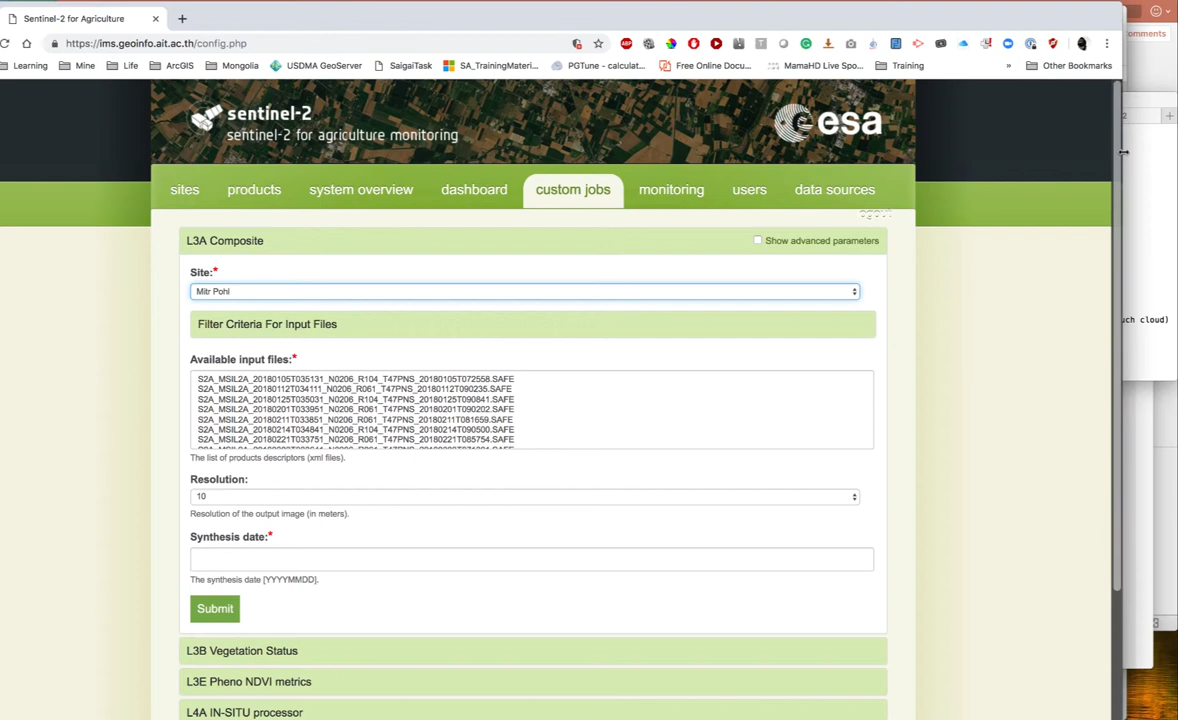 Sentinel-2 for Agriculture
https://ims.geoinfo.ait.ac.th/config.php
Learning Mine Life ArcGIS Mongolia USDMA GeoServer SaigaiTask SA_TrainingMateri... PGTune - calculat... Free Online Docu... MamaHD Live Spo... Training » Other Bookmarks
omments
sentinel-2
sentinel-2 for agriculture monitoring
esa
sites products system overview dashboard custom jobs monitoring users data sources
L3A Composite Show advanced parameters
Site:*
Mitr Pohl
Filter Criteria For Input Files
uch cloud)
Available input files:*
S2A_MSIL2A_20180105T035131_N0206_R104_T47PNS_20180105T072558.SAFE
S2A_MSIL2A_20180112T034111_N0206_R061_T47PNS_20180112T090235.SAFE
S2A_MSIL2A_20180125T035031_N0206_R104_T47PNS_20180125T090841.SAFE
S2A_MSIL2A_20180201T033951_N0206_R061_T47PNS_20180201T090202.SAFE
S2A_MSIL2A_20180211T033851_N0206_R061_T47PNS_20180211T081659.SAFE
S2A_MSIL2A_20180214T034841_N0206_R104_T47PNS_20180214T090500.SAFE
S2A_MSIL2A_20180221T033751_N0206_R061_T47PNS_20180221T085754.SAFE
The list of products descriptors (xml files).
Resolution:
10
Resolution of the output image (in meters).
Synthesis date:*
The synthesis date [YYYYMMDD].
Submit
L3B Vegetation Status
L3E Pheno NDVI metrics
L4A IN-SITU processor